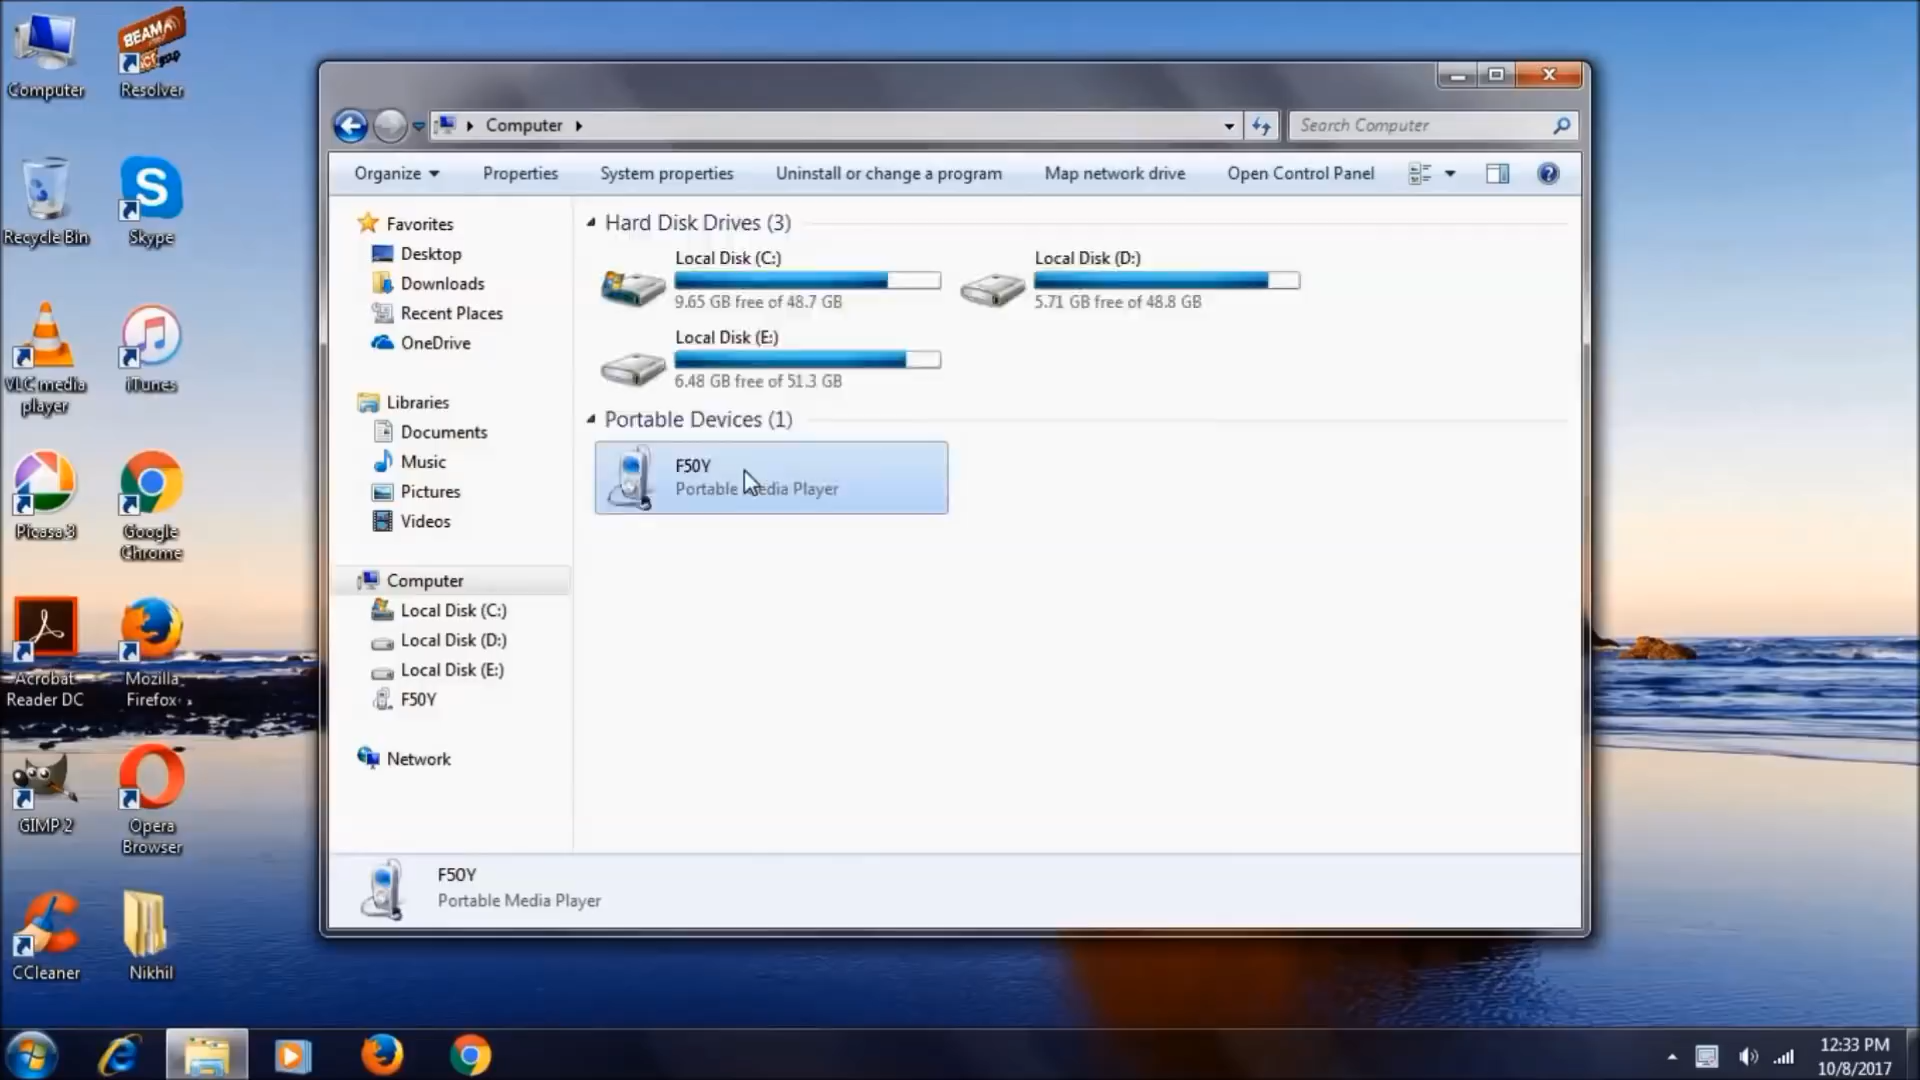 Computer
BEAM
Resolver
Recycle Bin
Skype
VLC media
player
iTunes
Picasa 3
Google
Chrome
Acrobat
Reader DC
Mozilla
Firefox
GIMP 2
Opera
Browser
CCleaner
Nikhil
Computer
Search Computer
Organize
Properties
System properties
Uninstall or change a program
Map network drive
Open Control Panel
Favorites
Desktop
Downloads
Recent Places
OneDrive
Libraries
Documents
Music
Pictures
Videos
Computer
Local Disk (C:)
Local Disk (D:)
Local Disk (E:)
F50Y
Network
Hard Disk Drives (3)
Local Disk (C:)
9.65 GB free of 48.7 GB
Local Disk (D:)
5.71 GB free of 48.8 GB
Local Disk (E:)
6.48 GB free of 51.3 GB
Portable Devices (1)
F50Y
Portable Media Player
F50Y
Portable Media Player
12:33 PM
10/8/2017